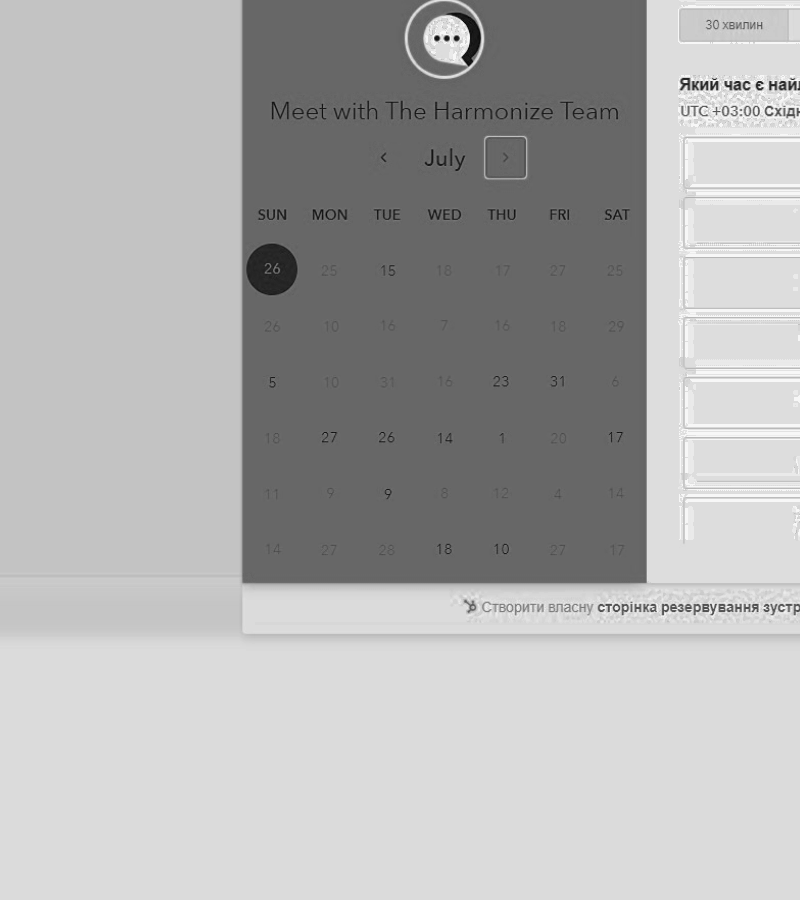 30 хвилин
Meet with The Harmonize Team
Який час є
UTC +03:00
July
SUN MON TUE WED THU FRI SAT
26 25 15 18 17 27 25
26 10 16 7 16 18 29
5 10 31 16 23 31 6
18 27 26 14 1 20 17
11 9 9 8 12 4 14
14 27 28 18 10 27 17
Створити власну сторінка резервування